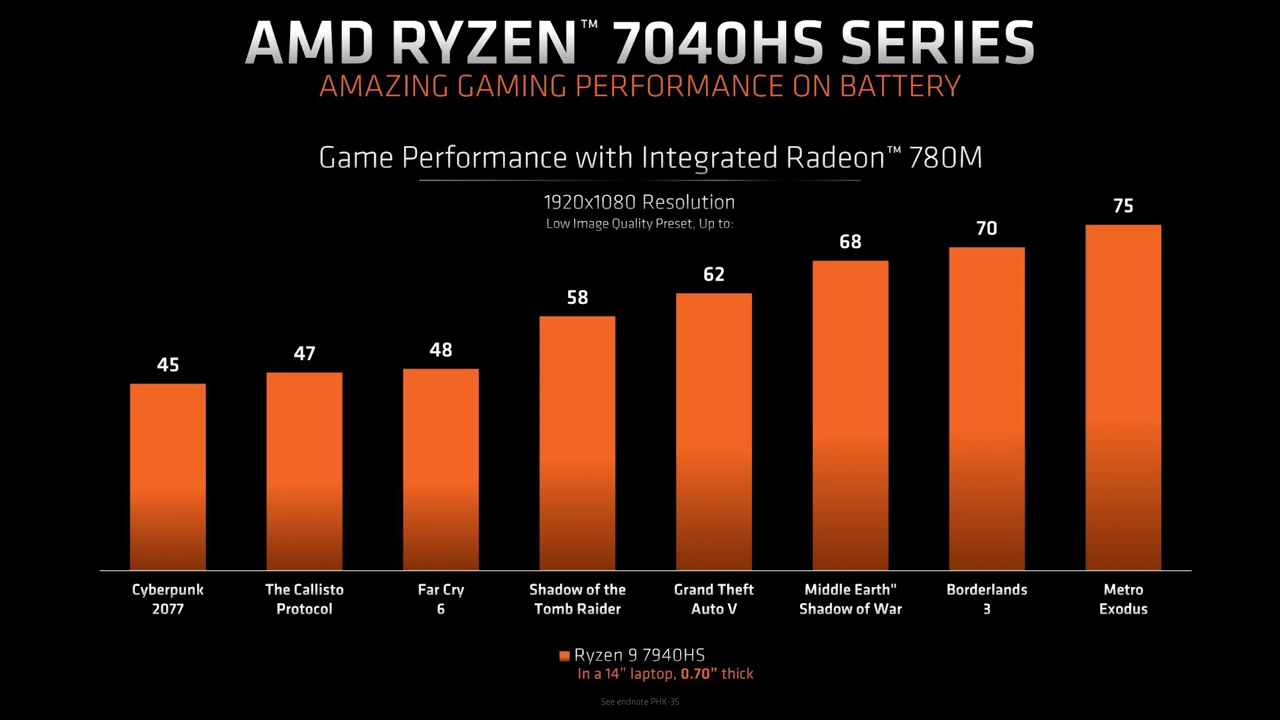 AMD RYZEN™ 7040HS SERIES
AMAZING GAMING PERFORMANCE ON BATTERY
Game Performance with Integrated Radeon™ 780M
1920x1080 Resolution
Low Image Quality Preset, Up to:
45
47
48
58
62
68
70
75
Cyberpunk
2077
The Callisto
Protocol
Far Cry
6
Shadow of the
Tomb Raider
Grand Theft
Auto V
Middle Earth"
Shadow of War
Borderlands
3
Metro
Exodus
Ryzen 9 7940HS
In a 14” laptop, 0.70” thick
See endnote PHX-35